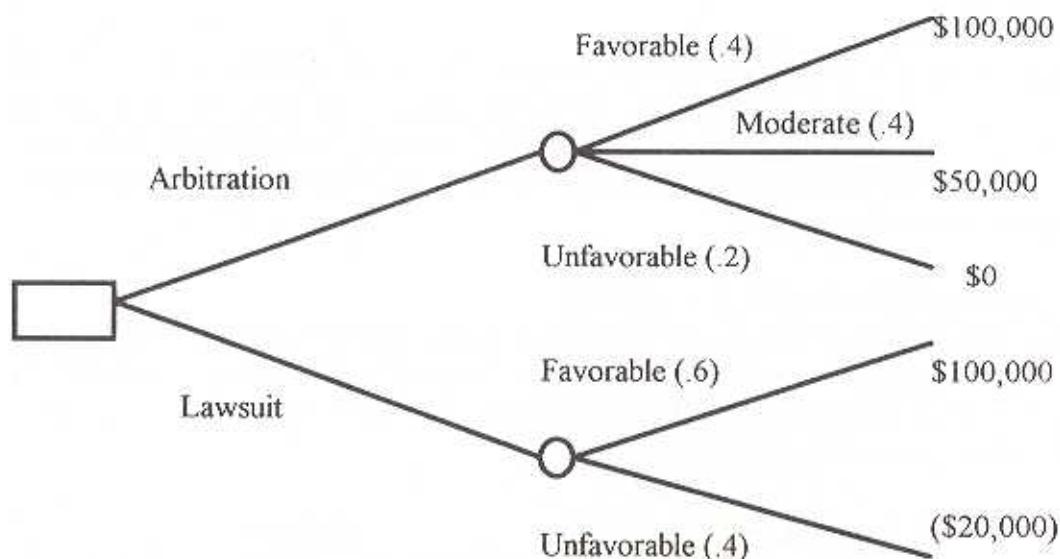 $100,000
Favorable (.4)
Moderate (.4)
Arbitration
$50,000
Unfavorable (.2)
$0
Favorable (.6)
$100,000
Lawsuit
($20,000)
Unfavorable (.4)